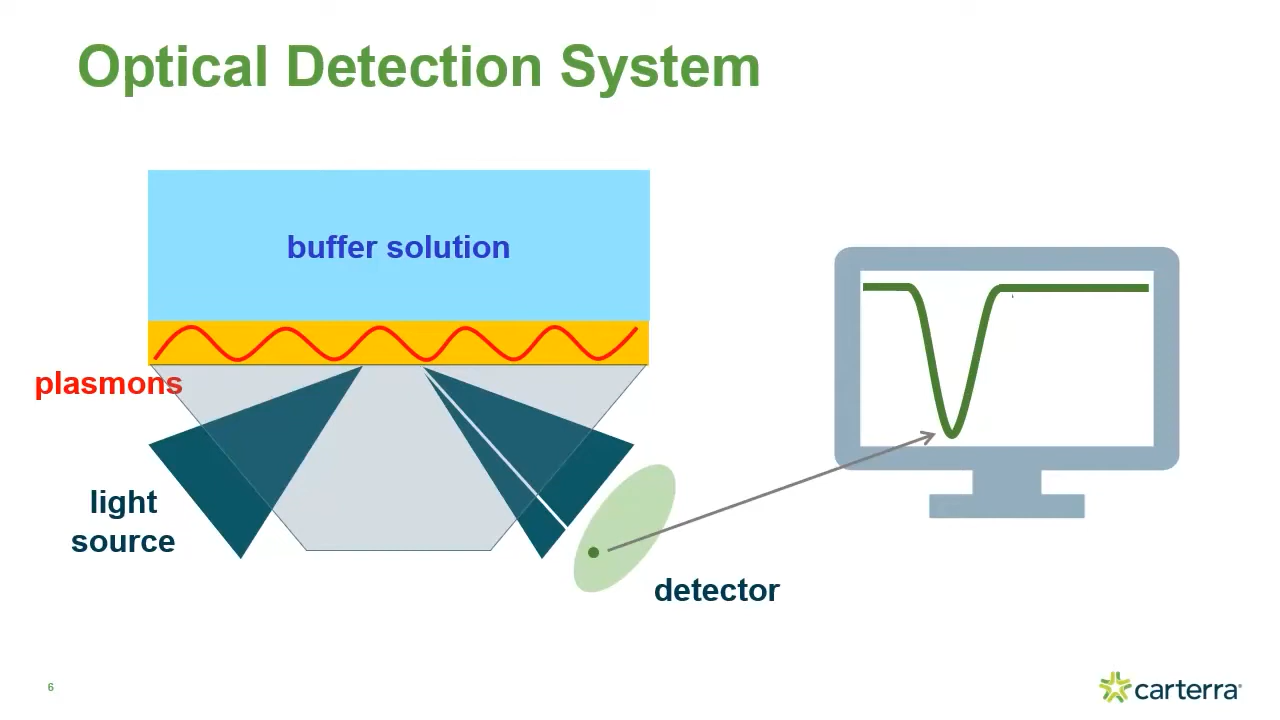 Optical Detection System
buffer solution
plasmons
light
source
detector
6
carterra